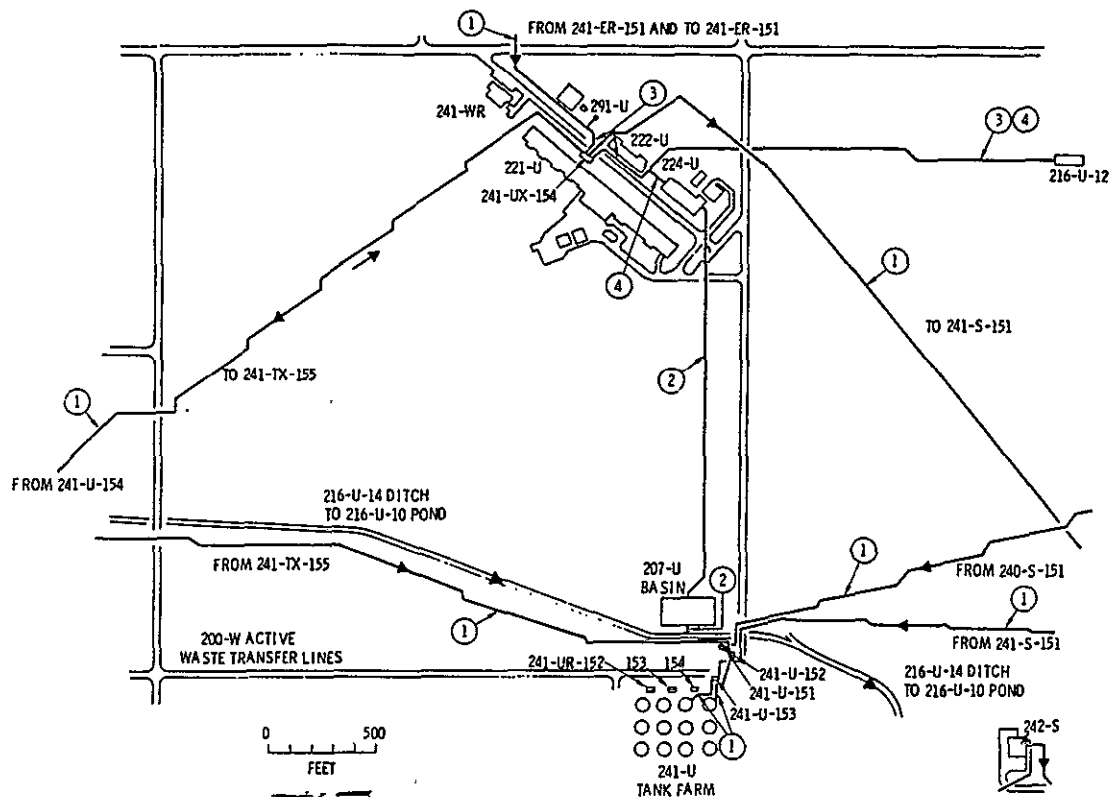 1
FROM 241-ER-151 AND TO 241-ER-151
241-WR
291-U
3
222-U
3 4
221-U
224-U
216-U-12
241-UX-154
1
4
TO 241-S-151
2
TO 241-TX-155
1
FROM 241-U-154
216-U-14 DITCH
TO 216-U-10 POND
FROM 241-TX-155
207-U
BASIN
2
1
FROM 240-S-151
1
1
FROM 241-S-151
200-W ACTIVE
WASTE TRANSFER LINES
241-UR-152 153 154
241-U-152
241-U-151
241-U-153
216-U-14 DITCH
TO 216-U-10 POND
1
242-S
0 500
FEET
241-U
TANK FARM